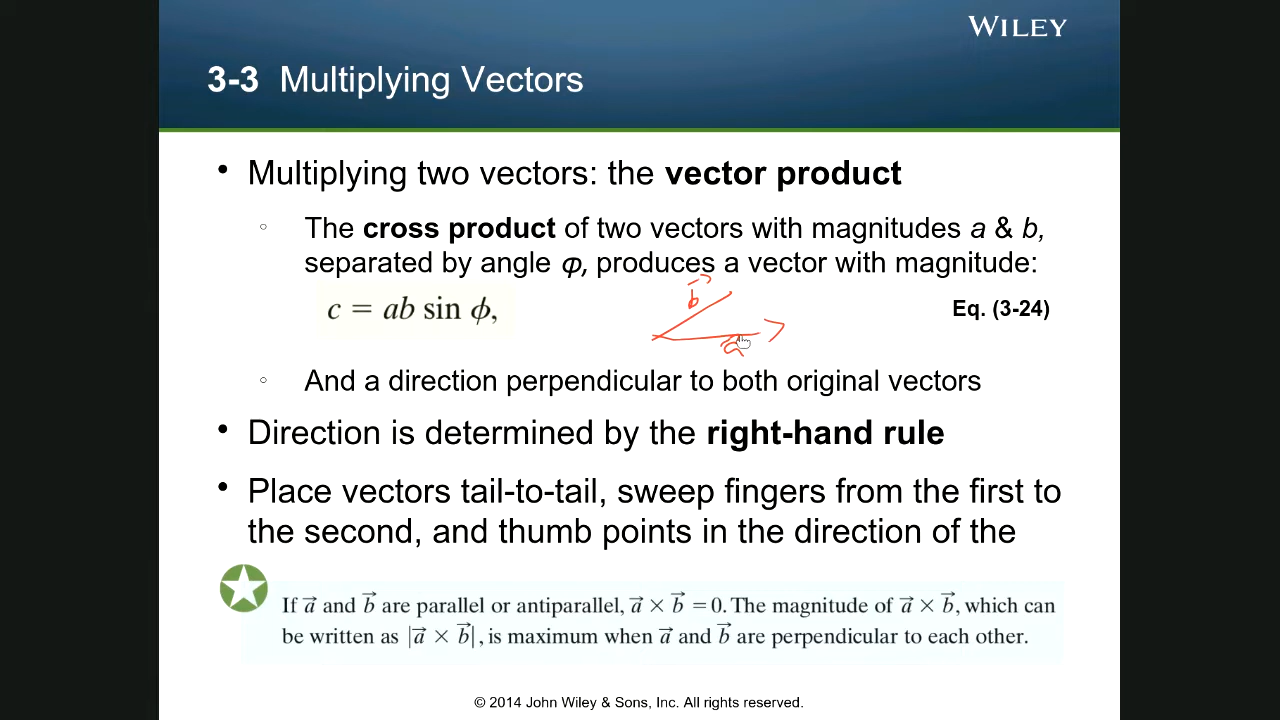 WILEY
3-3 Multiplying Vectors
• Multiplying two vectors: the vector product
◦ The cross product of two vectors with magnitudes a & b,
separated by angle φ, produces a vector with magnitude:
c = ab sin ϕ,
b⃗
a
Eq. (3-24)
◦ And a direction perpendicular to both original vectors
• Direction is determined by the right-hand rule
• Place vectors tail-to-tail, sweep fingers from the first to
the second, and thumb points in the direction of the
If a⃗ and b⃗ are parallel or antiparallel, a⃗ × b⃗ = 0. The magnitude of a⃗ × b⃗, which can
be written as |a⃗ × b⃗|, is maximum when a⃗ and b⃗ are perpendicular to each other.
© 2014 John Wiley & Sons, Inc. All rights reserved.